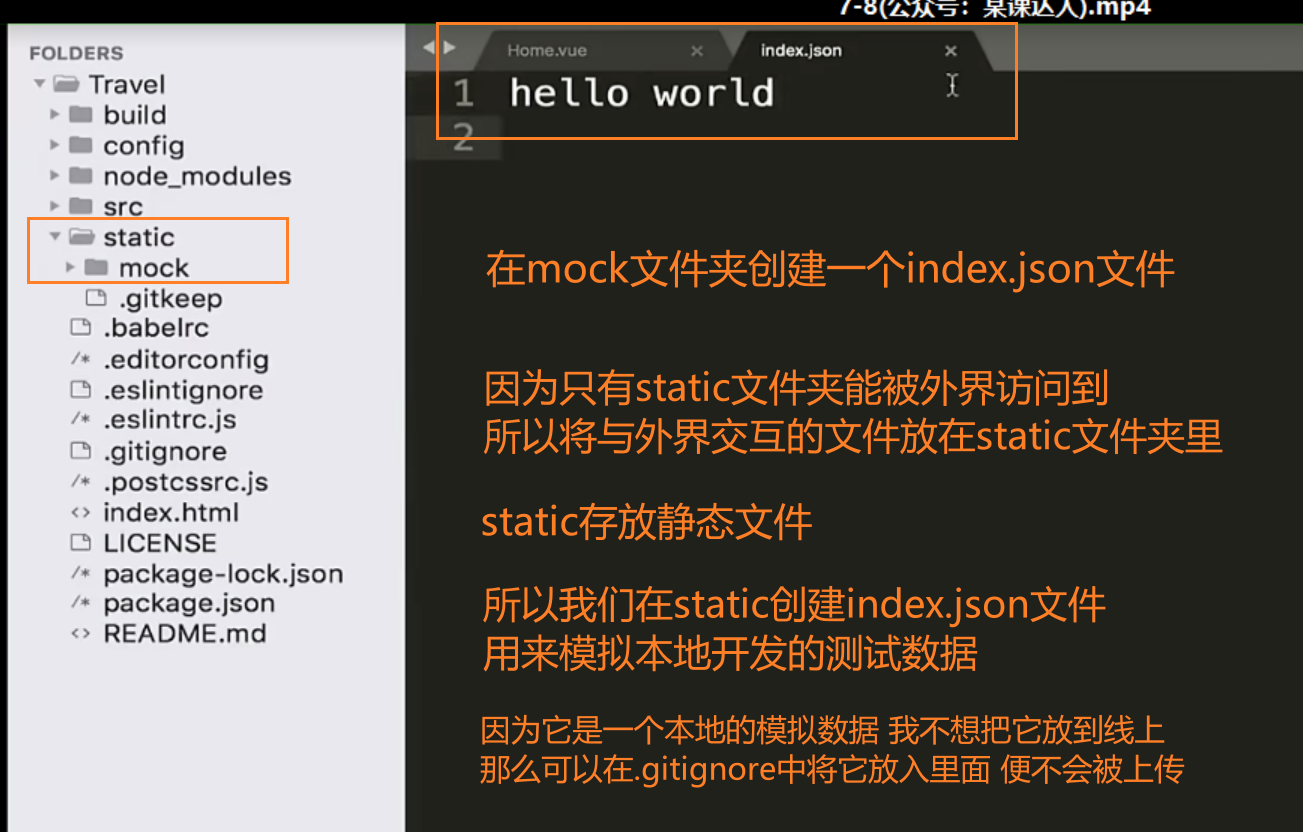 7-8(公众号：某课达人).mp4
FOLDERS
Travel
build
config
node_modules
src
static
mock
.gitkeep
.babelrc
.editorconfig
.eslintignore
/* .eslintrc.js
.gitignore
/* .postcssrc.js
<> index.html
LICENSE
/* package-lock.json
/* package.json
<> README.md
Home.vue ×
index.json ×
1 hello world
2
在mock文件夹创建一个index.json文件
因为只有static文件夹能被外界访问到
所以将与外界交互的文件放在static文件夹里
static存放静态文件
所以我们在static创建index.json文件
用来模拟本地开发的测试数据
因为它是一个本地的模拟数据 我不想把它放到线上
那么可以在.gitignore中将它放入里面 便不会被上传